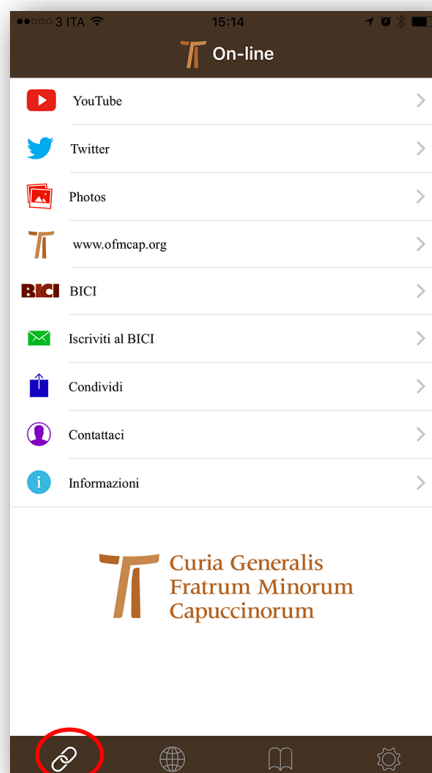 3 ITA 15:14
On-line
YouTube
Twitter
Photos
www.ofmcap.org
BICI BICI
Iscriviti al BICI
Condividi
Contattaci
Informazioni
Curia Generalis
Fratrum Minorum
Capuccinorum